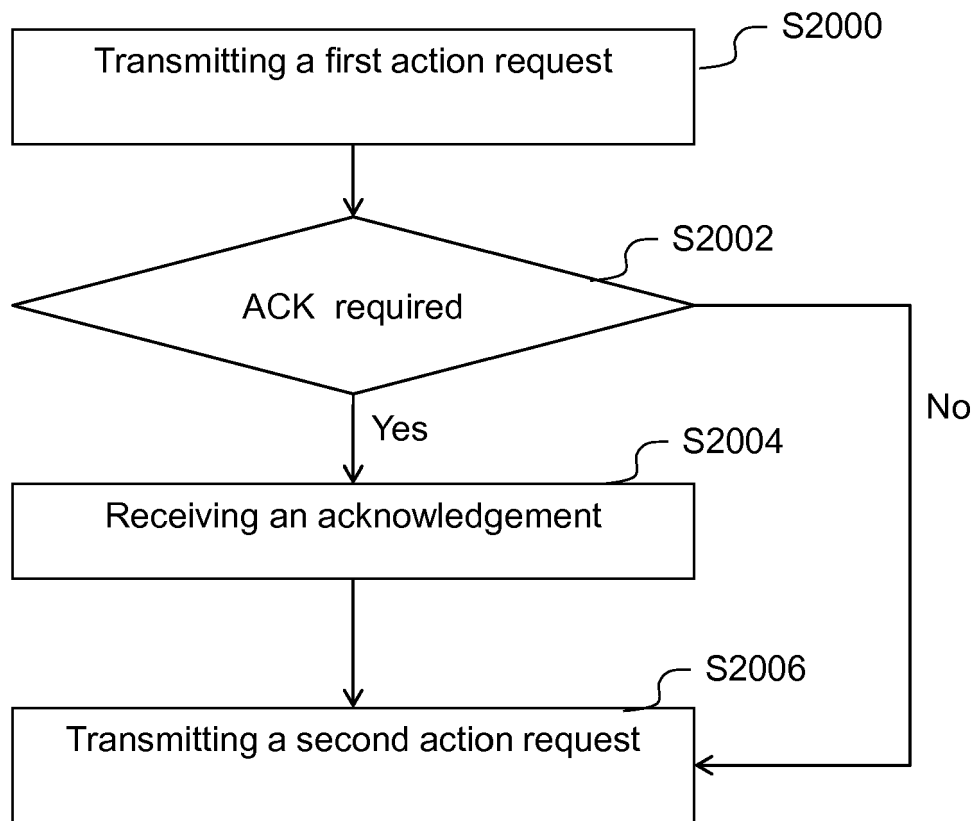 S2000
Transmitting a first action request
S2002
ACK required
No
Yes
S2004
Receiving an acknowledgement
S2006
Transmitting a second action request